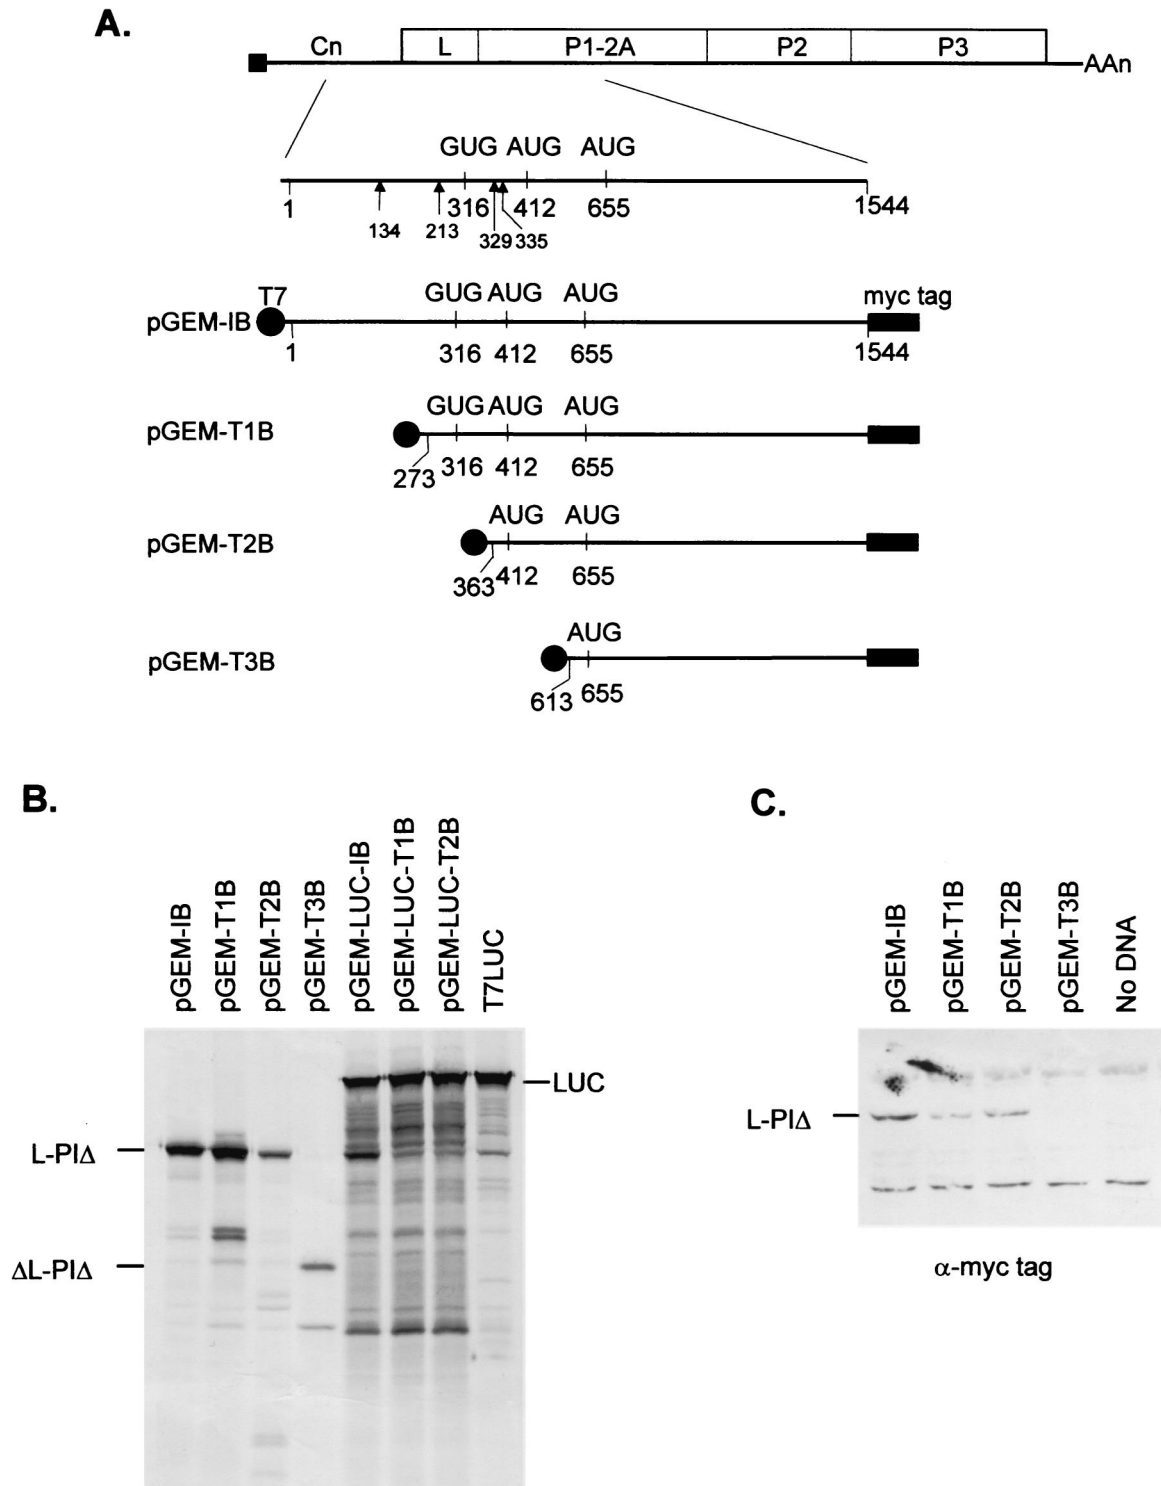 A.
Cn L P1-2A P2 P3
AAn
GUG AUG AUG
1 316 412 655 1544
134 213 329 335
T7 GUG AUG AUG myc tag
pGEM-IB
1 316 412 655 1544
GUG AUG AUG
pGEM-T1B
273 316 412 655
AUG AUG
pGEM-T2B
363 412 655
AUG
pGEM-T3B
613 655
B.
pGEM-IB
pGEM-T1B
pGEM-T2B
pGEM-T3B
pGEM-LUC-IB
pGEM-LUC-T1B
pGEM-LUC-T2B
T7LUC
LUC
L-PIΔ
ΔL-PIΔ
C.
pGEM-IB
pGEM-T1B
pGEM-T2B
pGEM-T3B
No DNA
L-PIΔ
α-myc tag